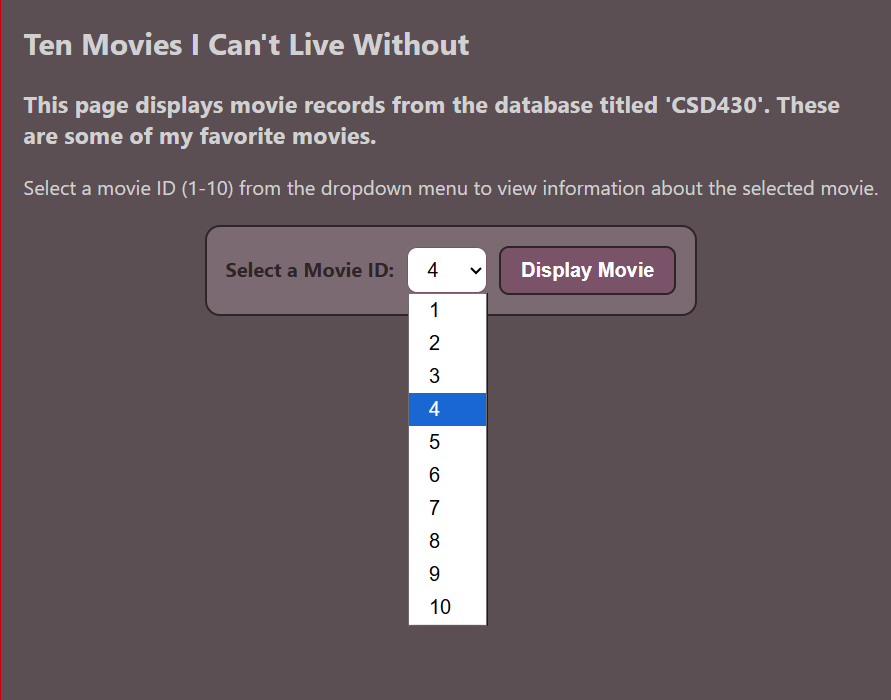 Ten Movies I Can't Live Without
This page displays movie records from the database titled 'CSD430'. These
are some of my favorite movies.
Select a movie ID (1-10) from the dropdown menu to view information about the selected movie.
Select a Movie ID: 4 Display Movie
1
2
3
4
5
6
7
8
9
10